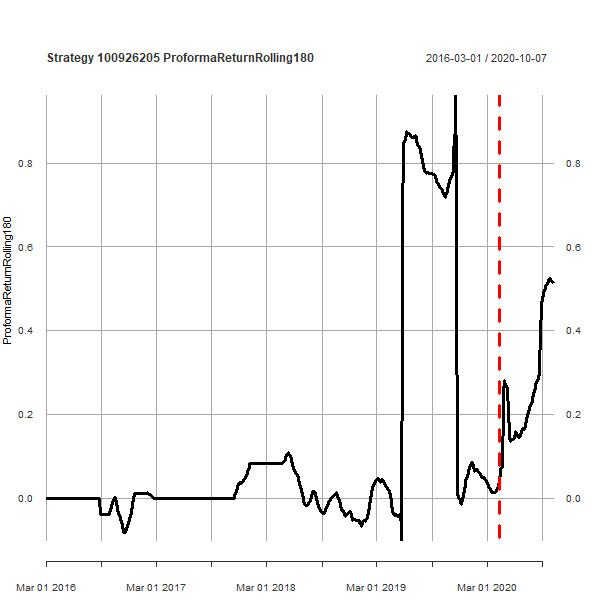 Strategy 100926205 ProformaReturnRolling180 2016-03-01 / 2020-10-07
ProformaReturnRolling180
0.8 0.8
0.6 0.6
0.4 0.4
0.2 0.2
0.0 0.0
Mar 01 2016 Mar 01 2017 Mar 01 2018 Mar 01 2019 Mar 01 2020